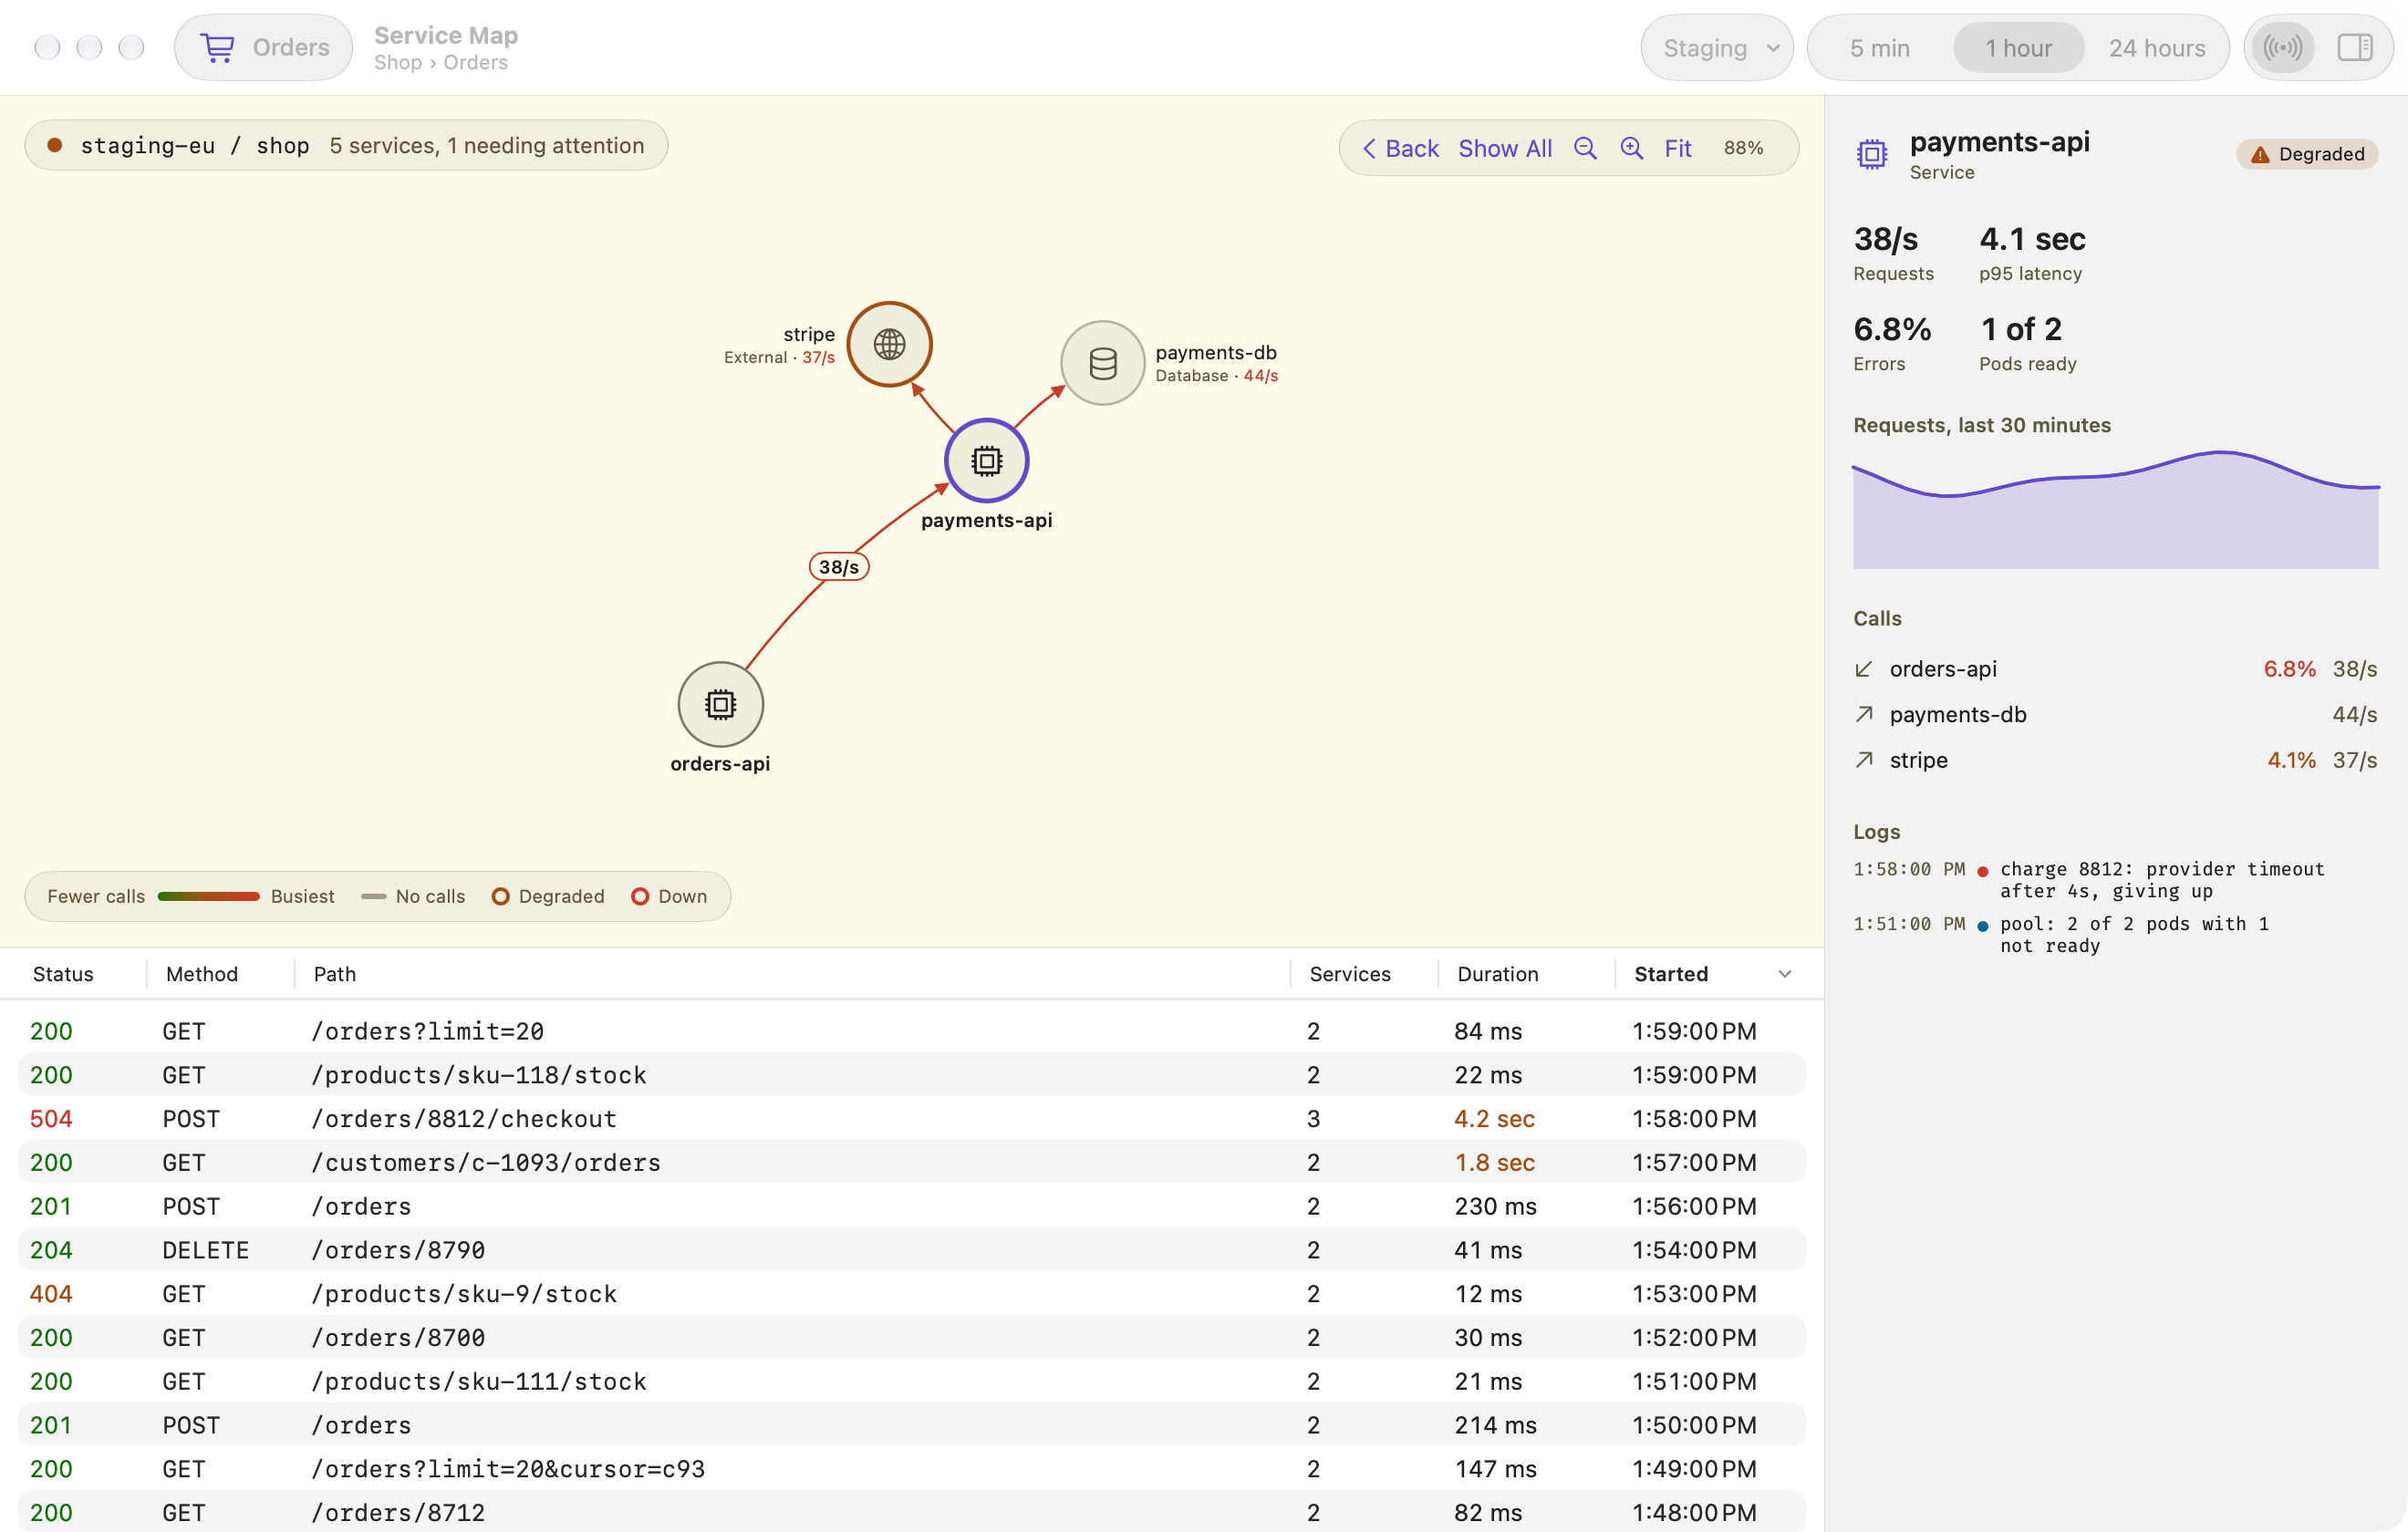 Orders
Service Map
Shop › Orders
Staging
5 min
1 hour
24 hours
staging-eu / shop 5 services, 1 needing attention
Back
Show All
Fit
88%
stripe
External · 37/s
payments-db
Database · 44/s
payments-api
38/s
orders-api
Fewer calls
Busiest
No calls
Degraded
Down
payments-api
Service
Degraded
38/s
Requests
4.1 sec
p95 latency
6.8%
Errors
1 of 2
Pods ready
Requests, last 30 minutes
Calls
orders-api 6.8% 38/s
payments-db 44/s
stripe 4.1% 37/s
Logs
1:58:00 PM charge 8812: provider timeout
after 4s, giving up
1:51:00 PM pool: 2 of 2 pods with 1
not ready
Status Method Path Services Duration Started
200 GET /orders?limit=20 2 84 ms 1:59:00 PM
200 GET /products/sku-118/stock 2 22 ms 1:59:00 PM
504 POST /orders/8812/checkout 3 4.2 sec 1:58:00 PM
200 GET /customers/c-1093/orders 2 1.8 sec 1:57:00 PM
201 POST /orders 2 230 ms 1:56:00 PM
204 DELETE /orders/8790 2 41 ms 1:54:00 PM
404 GET /products/sku-9/stock 2 12 ms 1:53:00 PM
200 GET /orders/8700 2 30 ms 1:52:00 PM
200 GET /products/sku-111/stock 2 21 ms 1:51:00 PM
201 POST /orders 2 214 ms 1:50:00 PM
200 GET /orders?limit=20&cursor=c93 2 147 ms 1:49:00 PM
200 GET /orders/8712 2 82 ms 1:48:00 PM